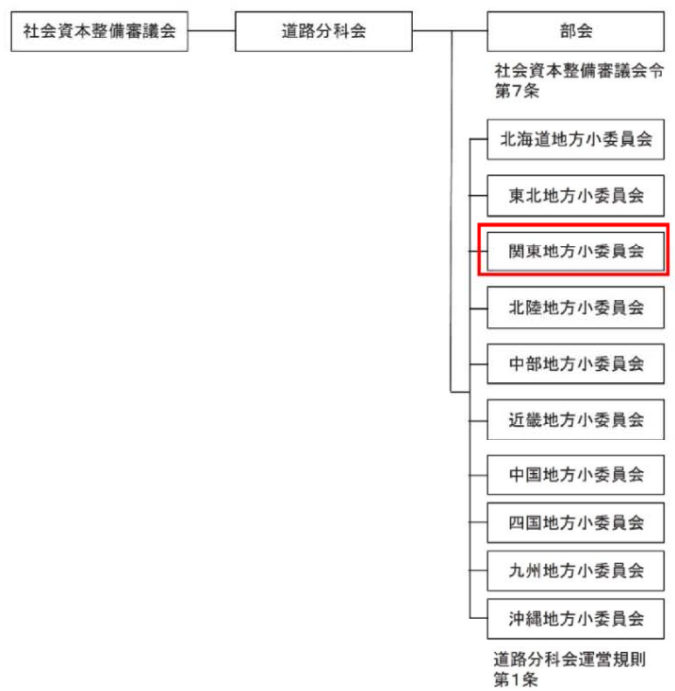 社会資本整備審議会
道路分科会
部会
社会資本整備審議会令
第7条
北海道地方小委員会
東北地方小委員会
関東地方小委員会
北陸地方小委員会
中部地方小委員会
近畿地方小委員会
中国地方小委員会
四国地方小委員会
九州地方小委員会
沖縄地方小委員会
道路分科会運営規則
第1条